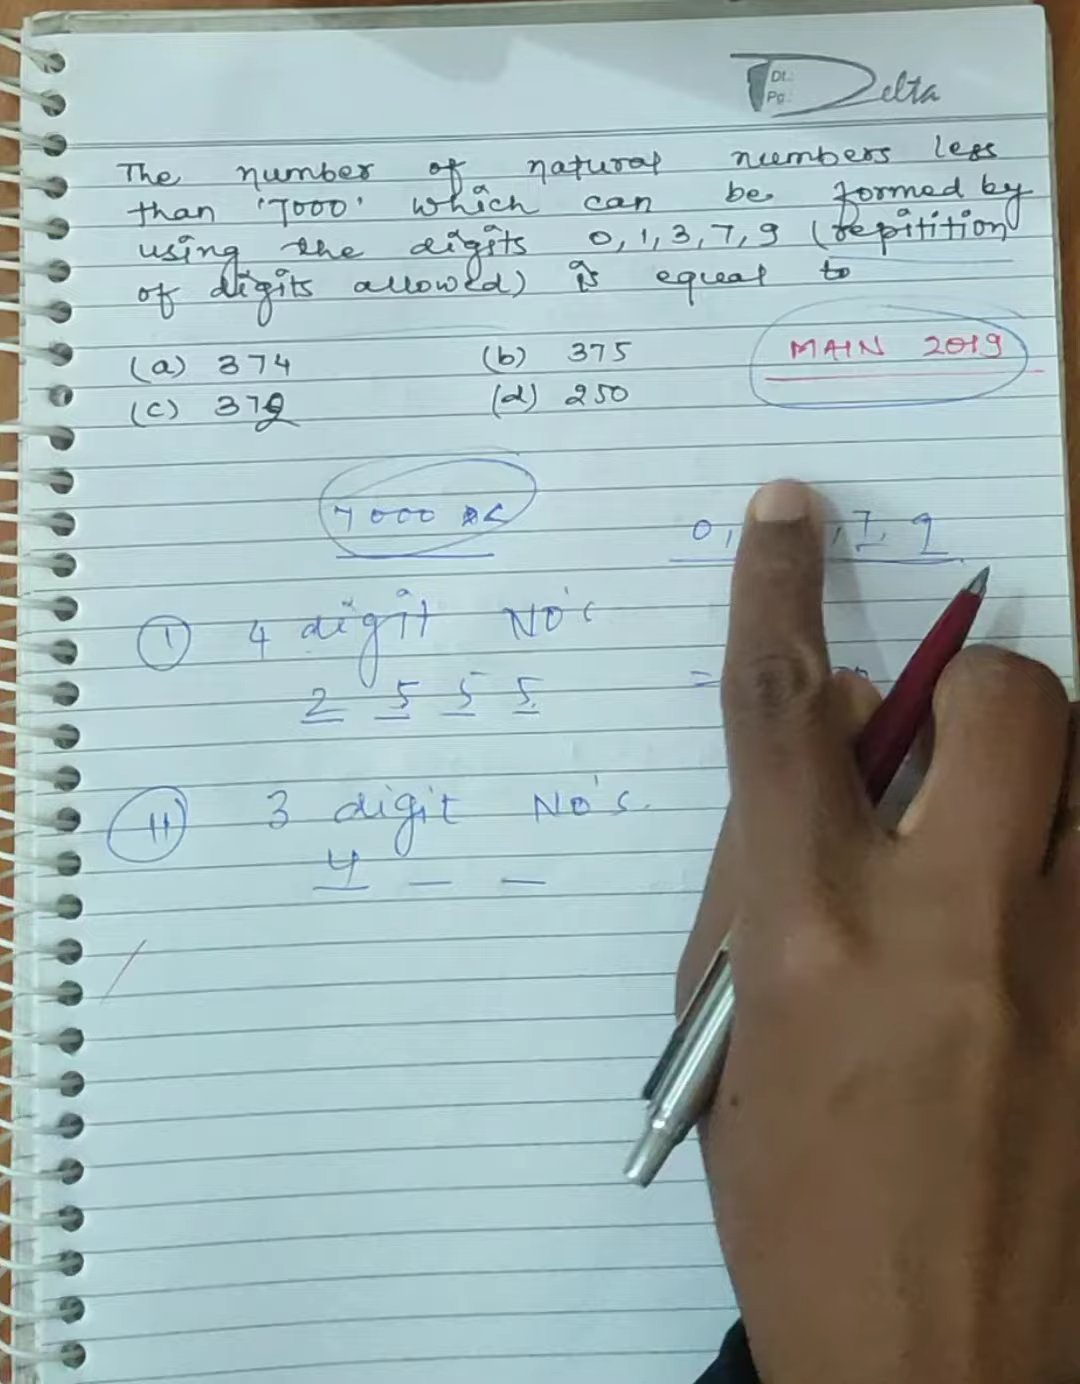 Dt.:
Pg.:
Delta
The number of natural numbers less
than '7000' which can be formed by
using the digits 0, 1, 3, 7, 9 (repitition
of digits allowed) is equal to
(a) 374 (b) 375 MAIN 2019
(c) 372 (d) 250
7000 <
0, , 7, 9
I 4 digit NO's
2 5 5 5 =
II 3 digit NO's.
4 _ _